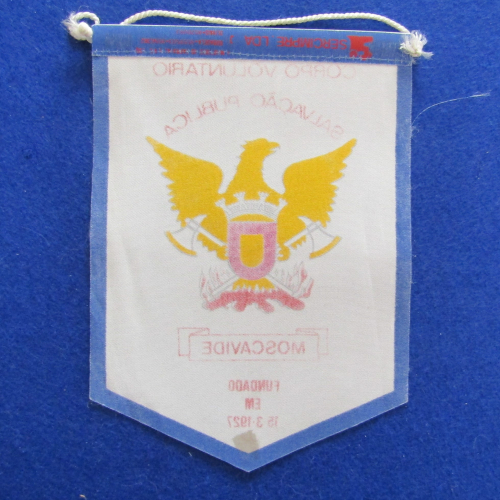 CORPO VOLUNTARIO
SALVAÇÃO PUBLICA
MOSCAVIDE
FUNDADO
EM
15-3-1927